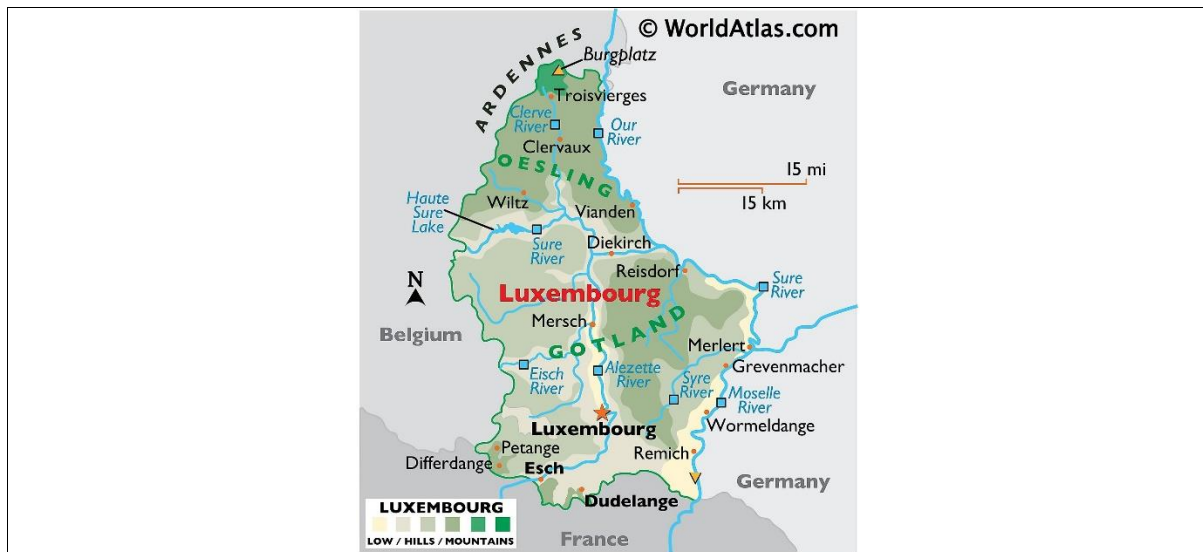 © WorldAtlas.com
ARDENNES
Burgplatz
Germany
Troisvierges
Clerve
River
Our
River
Clervaux
OESLING
15 mi
15 km
Wiltz
Vianden
Haute
Sure
Lake
Sure
River
Diekirch
Reisdorf
Sure
River
N
Luxembourg
Belgium
Mersch
GOTLAND
Merlert
Grevenmacher
Eisch
River
Alezette
River
Syre
River
Moselle
River
Luxembourg
Wormeldange
Petange
Remich
Differdange
Esch
Germany
Dudelange
LUXEMBOURG
LOW / HILLS / MOUNTAINS
France